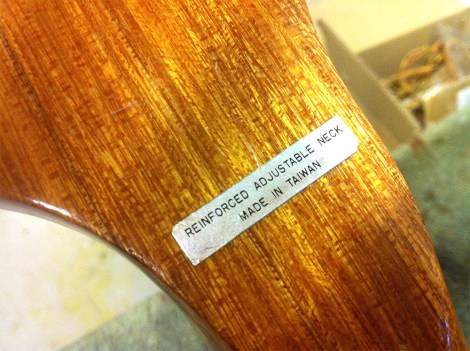 REINFORCED ADJUSTABLE NECK
MADE IN TAIWAN